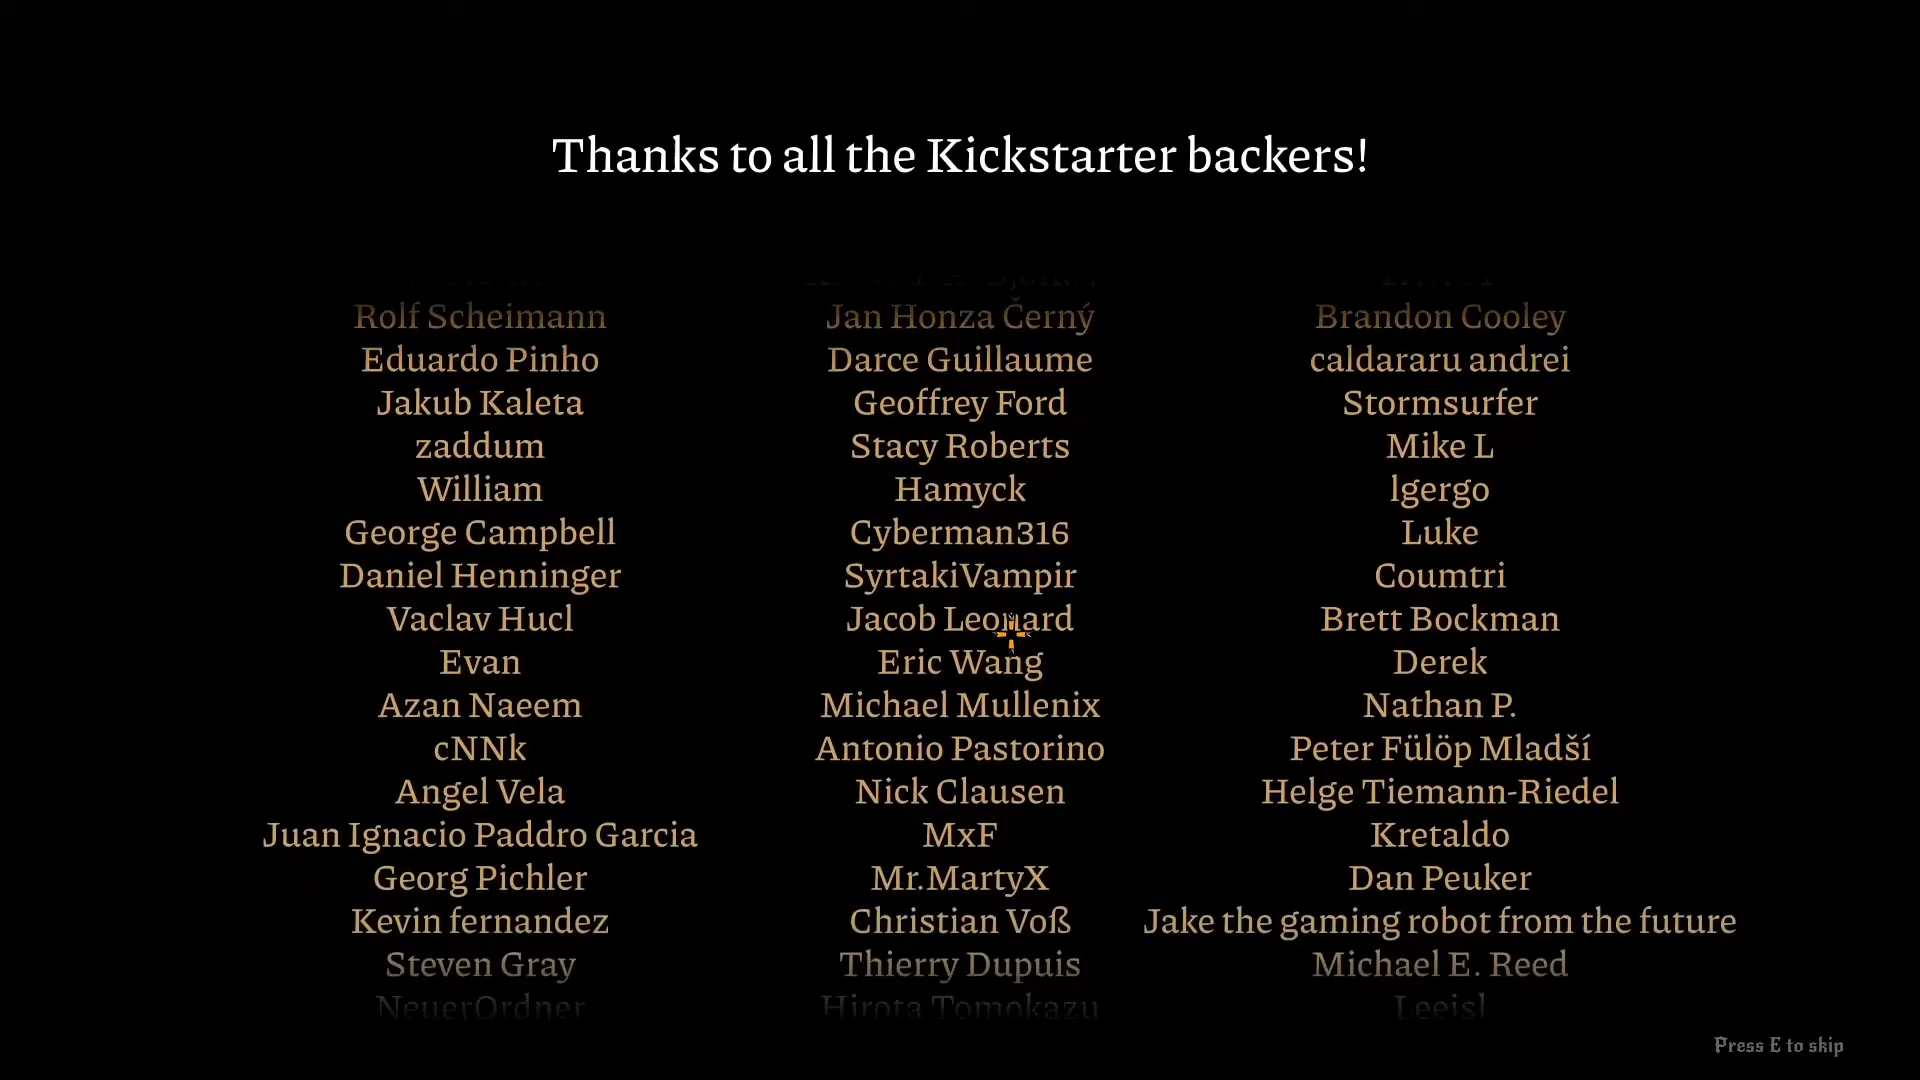 Thanks to all the Kickstarter backers!
Rolf Scheimann Jan Honza Černý Brandon Cooley
Eduardo Pinho Darce Guillaume caldararu andrei
Jakub Kaleta Geoffrey Ford Stormsurfer
zaddum Stacy Roberts Mike L
William Hamyck lgergo
George Campbell Cyberman316 Luke
Daniel Henninger SyrtakiVampir Coumtri
Vaclav Hucl Jacob Leonard Brett Bockman
Evan Eric Wang Derek
Azan Naeem Michael Mullenix Nathan P.
cNNk Antonio Pastorino Peter Fülöp Mladší
Angel Vela Nick Clausen Helge Tiemann-Riedel
Juan Ignacio Paddro Garcia MxF Kretaldo
Georg Pichler Mr.MartyX Dan Peuker
Kevin fernandez Christian Voß Jake the gaming robot from the future
Steven Gray Thierry Dupuis Michael E. Reed
NeuerOrdner Hirota Tomokazu Leeisl
Press E to skip